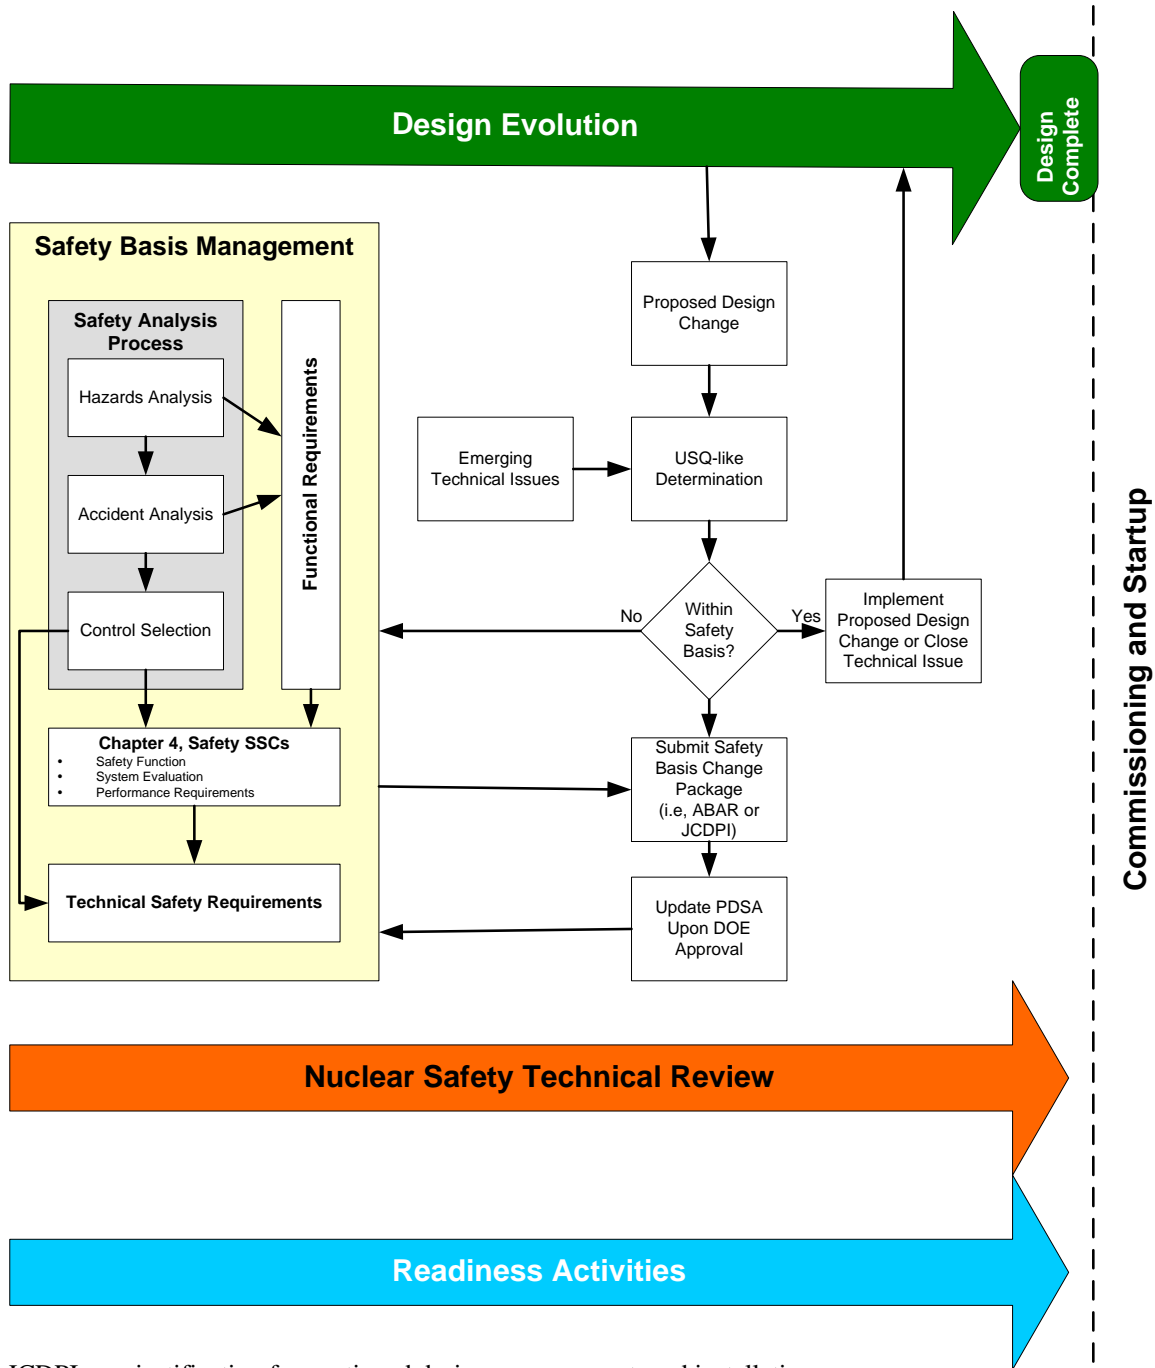 Design Evolution
Design
Complete
Safety Basis Management
Safety Analysis
Process
Hazards Analysis
Accident Analysis
Control Selection
Functional Requirements
Chapter 4, Safety SSCs
• Safety Function
• System Evaluation
• Performance Requirements
Technical Safety Requirements
Proposed Design
Change
Emerging
Technical Issues
USQ-like
Determination
No
Within
Safety
Basis?
Yes
Implement
Proposed Design
Change or Close
Technical Issue
Submit Safety
Basis Change
Package
(i.e, ABAR or
JCDPI)
Update PDSA
Upon DOE
Approval
Commissioning and Startup
Nuclear Safety Technical Review
Readiness Activities